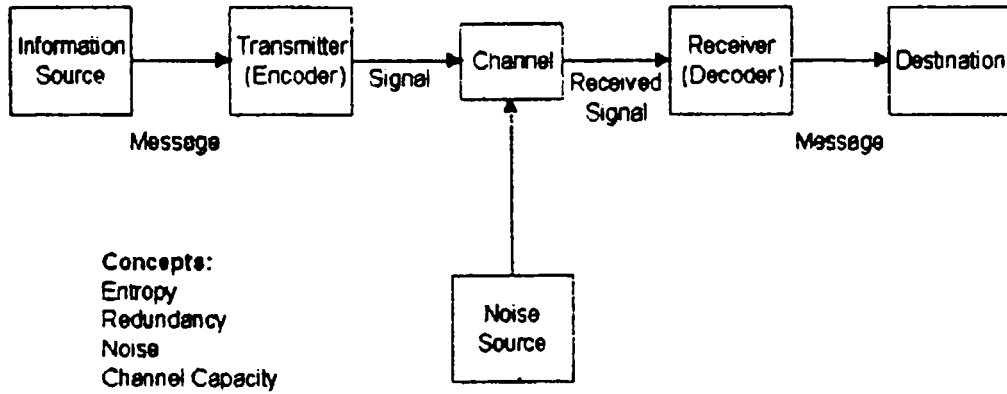 Information
Source
Transmitter
(Encoder)
Signal
Channel
Received
Signal
Receiver
(Decoder)
Destination
Message
Message
Concepts:
Entropy
Redundancy
Noise
Channel Capacity
Noise
Source